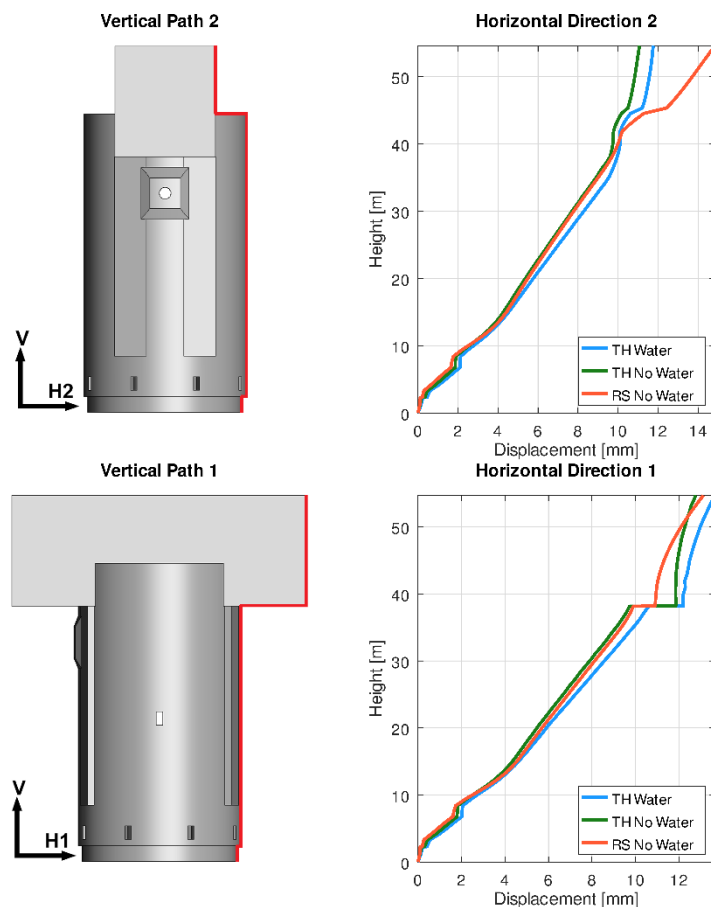 Vertical Path 2
V
H2
Horizontal Direction 2
Height [m]
50
40
30
20
10
0
TH Water
TH No Water
RS No Water
0 2 4 6 8 10 12 14
Displacement [mm]
Vertical Path 1
V
H1
Horizontal Direction 1
Height [m]
50
40
30
20
10
0
TH Water
TH No Water
RS No Water
0 2 4 6 8 10 12
Displacement [mm]